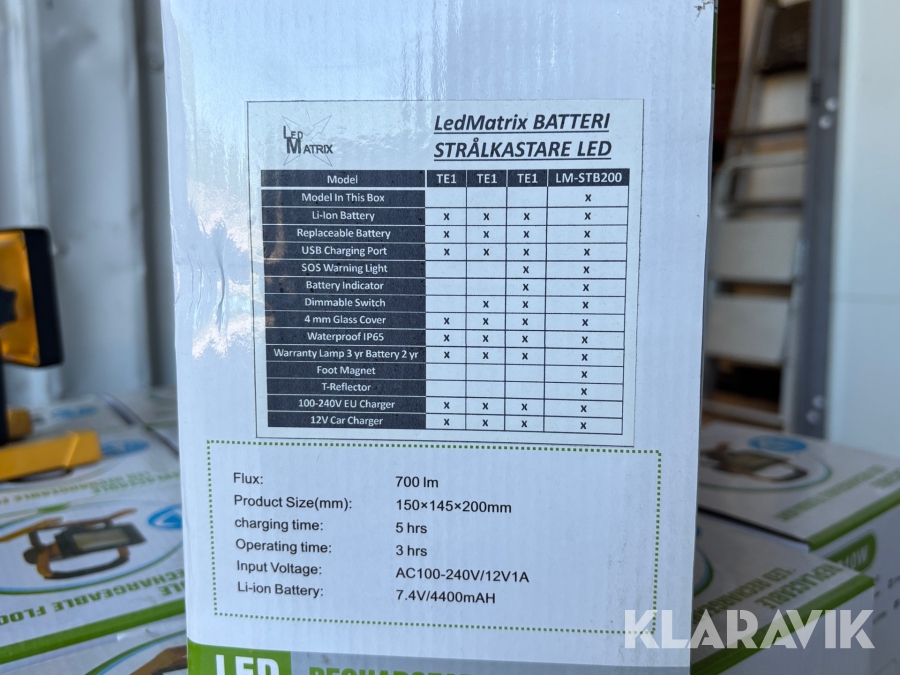 LED
MATRIX
LedMatrix BATTERI
STRÅLKASTARE LED
Model TE1 TE1 TE1 LM-STB200
Model In This Box x
Li-Ion Battery x x x x
Replaceable Battery x x x x
USB Charging Port x x x x
SOS Warning Light x x
Battery Indicator x x
Dimmable Switch x x x
4 mm Glass Cover x x x x
Waterproof IP65 x x x x
Warranty Lamp 3 yr Battery 2 yr x x x x
Foot Magnet x
T-Reflector x
100-240V EU Charger x x x x
12V Car Charger x x x x
Flux: 700 lm
Product Size(mm): 150×145×200mm
charging time: 5 hrs
Operating time: 3 hrs
Input Voltage: AC100-240V/12V1A
Li-ion Battery: 7.4V/4400mAH
LED
REPLACEABLE
KLARAVIK